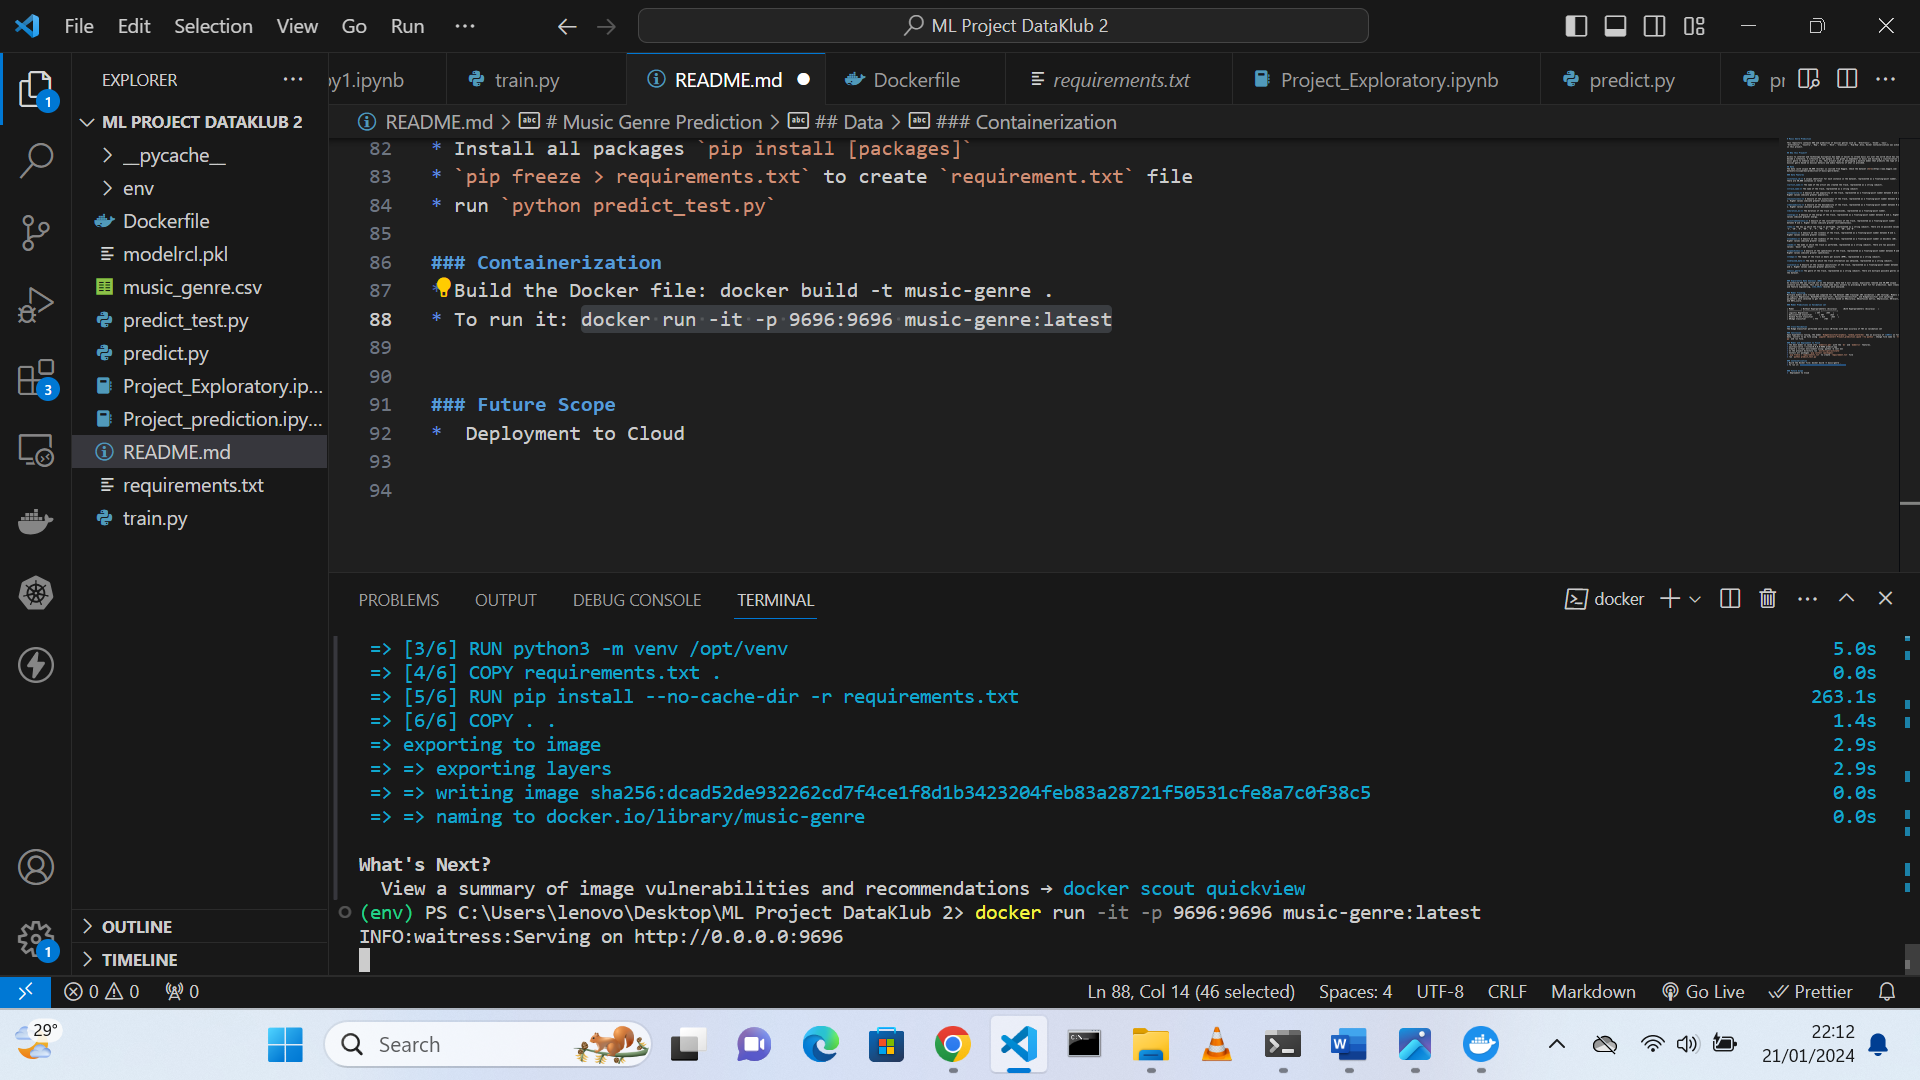 File Edit Selection View Go Run ··· ML Project DataKlub 2
EXPLORER ···
1
ML PROJECT DATAKLUB 2
__pycache__
env
Dockerfile
modelrcl.pkl
music_genre.csv
predict_test.py
predict.py
Project_Exploratory.ip...
Project_prediction.ipy...
README.md
requirements.txt
train.py
3
OUTLINE
TIMELINE
1
y1.ipynb train.py README.md Dockerfile requirements.txt Project_Exploratory.ipynb predict.py pr ···
README.md > # Music Genre Prediction > ## Data > ### Containerization
82 * Install all packages `pip install [packages]`
83 * `pip freeze > requirements.txt` to create `requirement.txt` file
84 * run `python predict_test.py`
85
86 ### Containerization
87 * Build the Docker file: docker build -t music-genre .
88 * To run it: docker run -it -p 9696:9696 music-genre:latest
89
90
91 ### Future Scope
92 * Deployment to Cloud
93
94
PROBLEMS OUTPUT DEBUG CONSOLE TERMINAL docker ···
=> [3/6] RUN python3 -m venv /opt/venv 5.0s
=> [4/6] COPY requirements.txt . 0.0s
=> [5/6] RUN pip install --no-cache-dir -r requirements.txt 263.1s
=> [6/6] COPY . . 1.4s
=> exporting to image 2.9s
=> => exporting layers 2.9s
=> => writing image sha256:dcad52de932262cd7f4ce1f8d1b3423204feb83a28721f50531cfe8a7c0f38c5 0.0s
=> => naming to docker.io/library/music-genre 0.0s
What's Next?
View a summary of image vulnerabilities and recommendations → docker scout quickview
(env) PS C:\Users\lenovo\Desktop\ML Project DataKlub 2> docker run -it -p 9696:9696 music-genre:latest
INFO:waitress:Serving on http://0.0.0.0:9696
0 0 0 Ln 88, Col 14 (46 selected) Spaces: 4 UTF-8 CRLF Markdown Go Live Prettier
29° Search 22:12
21/01/2024